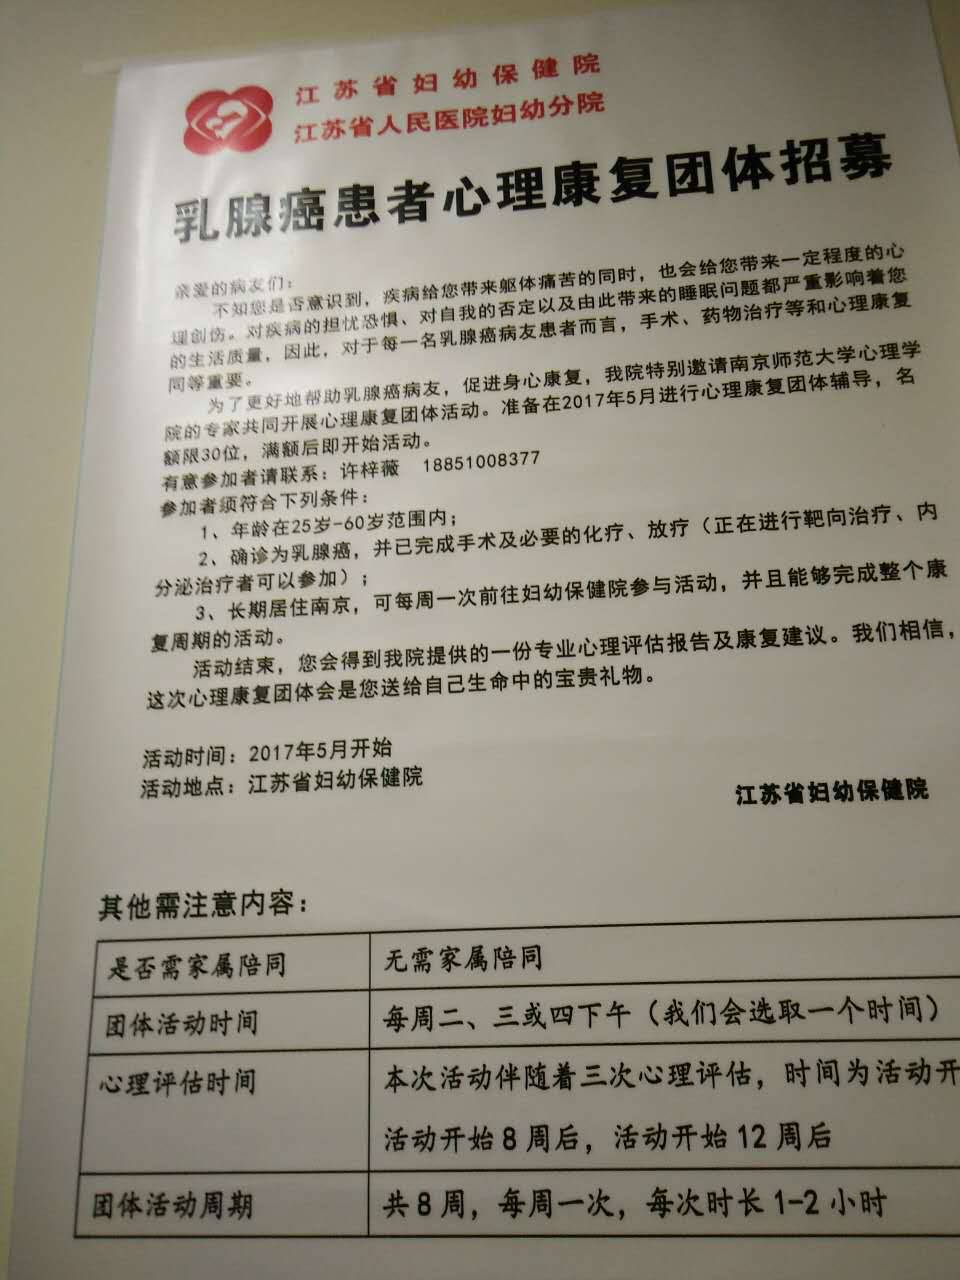 江苏省妇幼保健院
江苏省人民医院妇幼分院
乳腺癌患者心理康复团体招募
亲爱的病友们：
不知您是否意识到，疾病给您带来躯体痛苦的同时，也会给您带来一定程度的心
理创伤。对疾病的担忧恐惧、对自我的否定以及由此带来的睡眠问题都严重影响着您
的生活质量，因此，对于每一名乳腺癌病友患者而言，手术、药物治疗等和心理康复
同等重要。
为了更好地帮助乳腺癌病友，促进身心康复，我院特别邀请南京师范大学心理学
院的专家共同开展心理康复团体活动。准备在2017年5月进行心理康复团体辅导，名
额限30位，满额后即开始活动。
有意参加者请联系：许梓薇 18851008377
参加者须符合下列条件：
1、年龄在25岁-60岁范围内；
2、确诊为乳腺癌，并已完成手术及必要的化疗、放疗（正在进行靶向治疗、内
分泌治疗者可以参加）；
3、长期居住南京，可每周一次前往妇幼保健院参与活动，并且能够完成整个康
复周期的活动。
活动结束，您会得到我院提供的一份专业心理评估报告及康复建议。我们相信，
这次心理康复团体会是您送给自己生命中的宝贵礼物。
活动时间：2017年5月开始
活动地点：江苏省妇幼保健院
江苏省妇幼保健院
其他需注意内容：
是否需家属陪同 无需家属陪同
团体活动时间 每周二、三或四下午（我们会选取一个时间）
心理评估时间 本次活动伴随着三次心理评估，时间为活动开
活动开始8周后，活动开始12周后
团体活动周期 共8周，每周一次，每次时长1-2小时